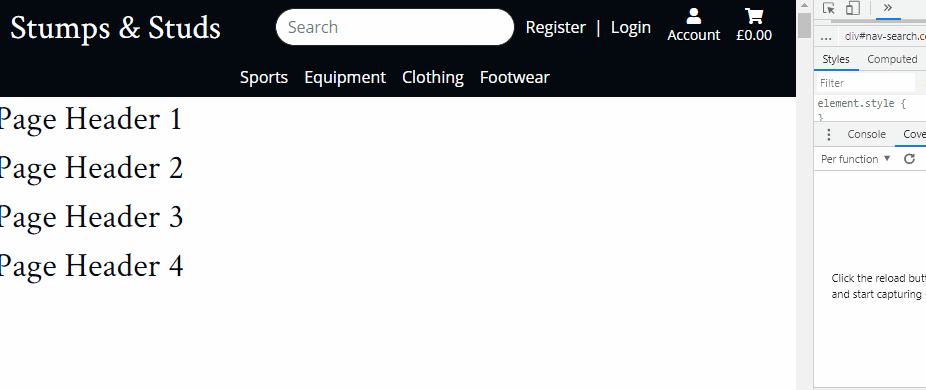 Stumps & Studs
Search
Register | Login
Account
£0.00
Sports Equipment Clothing Footwear
Page Header 1
Page Header 2
Page Header 3
Page Header 4
»
... div#nav-search.c
Styles Computed
Filter
element.style {
}
Console Cove
Per function ▼
Click the reload but
and start capturing